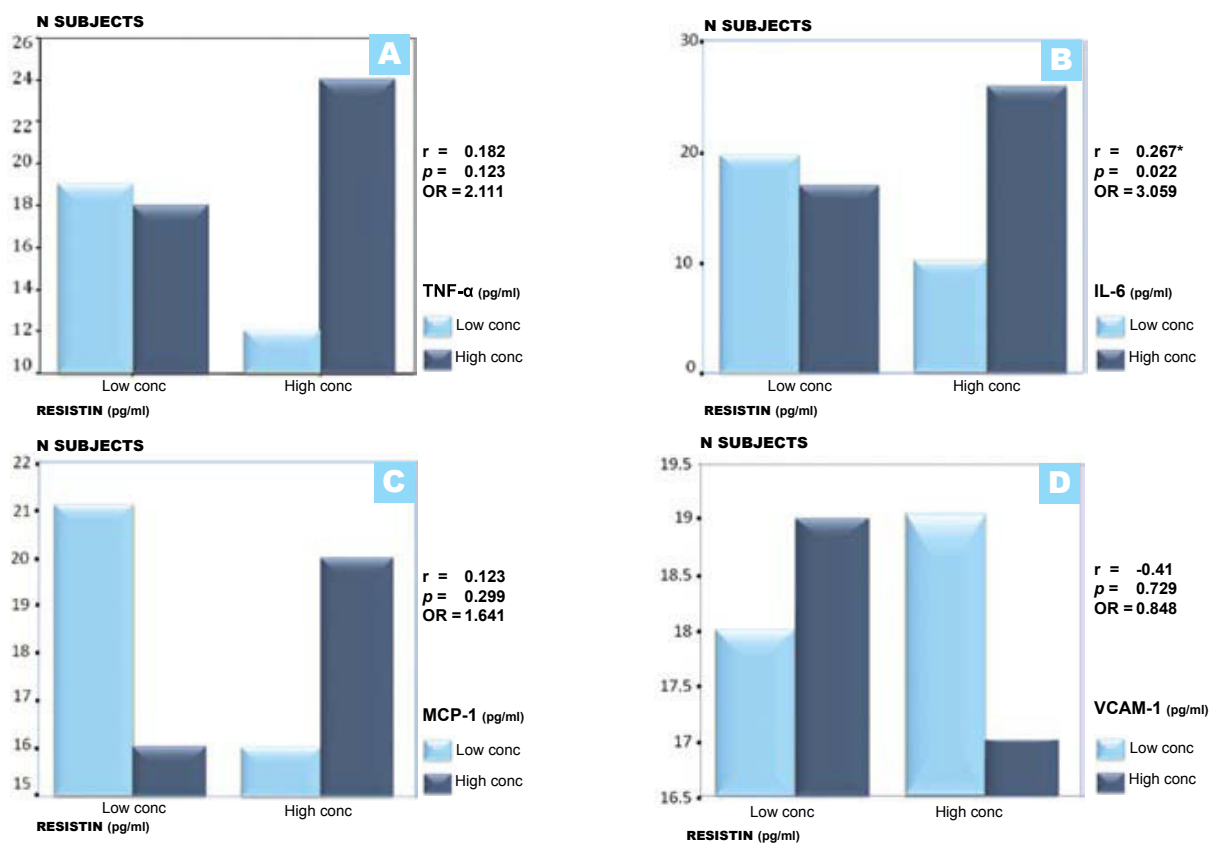 N SUBJECTS
A
26
24
22
20
18
16
14
12
10
Low conc
High conc
RESISTIN (pg/ml)
r = 0.182
p = 0.123
OR = 2.111
TNF-α (pg/ml)
Low conc
High conc
N SUBJECTS
B
30
20
10
0
Low conc
High conc
RESISTIN (pg/ml)
r = 0.267*
p = 0.022
OR = 3.059
IL-6 (pg/ml)
Low conc
High conc
N SUBJECTS
C
22
21
20
19
18
17
16
15
Low conc
High conc
RESISTIN (pg/ml)
r = 0.123
p = 0.299
OR = 1.641
MCP-1 (pg/ml)
Low conc
High conc
N SUBJECTS
D
19.5
19
18.5
18
17.5
17
16.5
Low conc
High conc
RESISTIN (pg/ml)
r = -0.41
p = 0.729
OR = 0.848
VCAM-1 (pg/ml)
Low conc
High conc